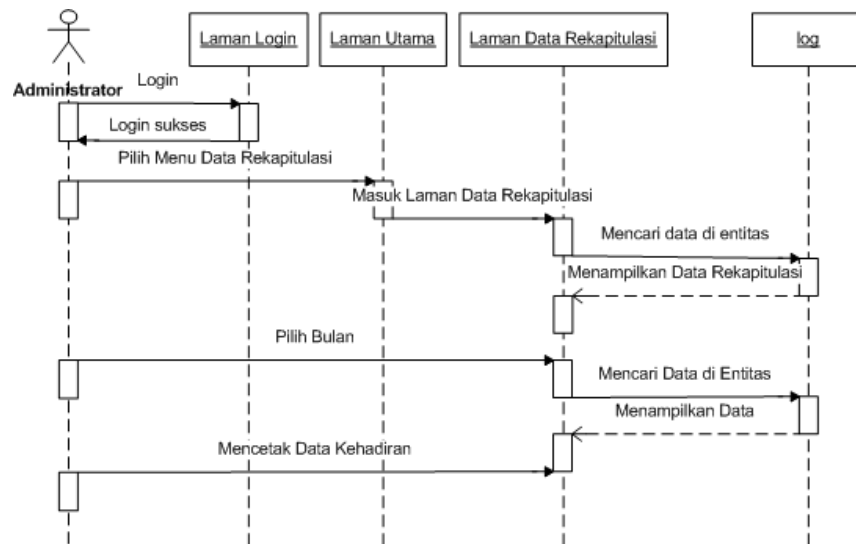 Laman Login
Laman Utama
Laman Data Rekapitulasi
log
Administrator
Login
Login sukses
Pilih Menu Data Rekapitulasi
Masuk Laman Data Rekapitulasi
Mencari data di entitas
Menampilkan Data Rekapitulasi
Pilih Bulan
Mencari Data di Entitas
Menampilkan Data
Mencetak Data Kehadiran